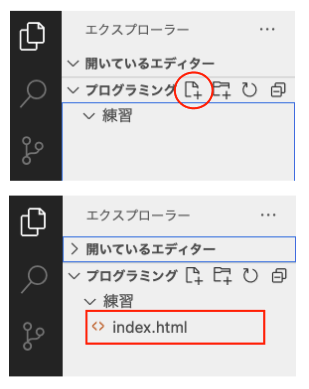 エクスプローラー ...
開いているエディター
プログラミング
練習
エクスプローラー ...
開いているエディター
プログラミング
練習
<> index.html